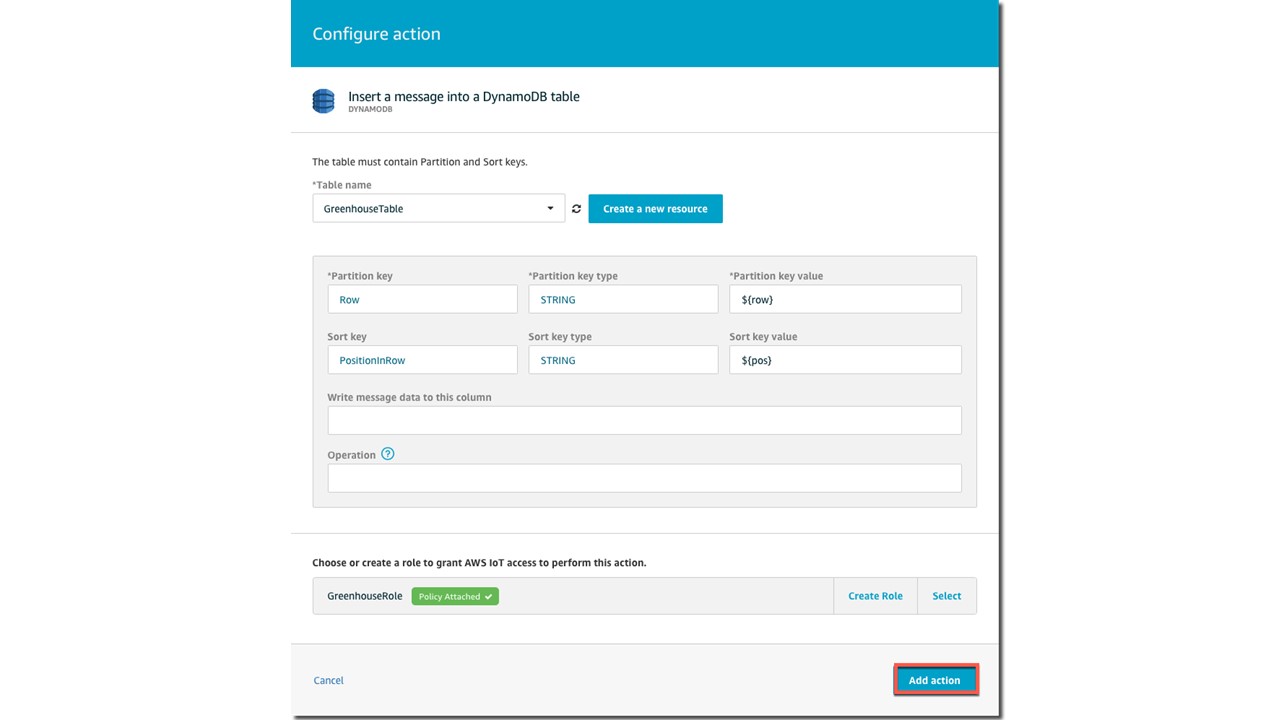 Configure action
Insert a message into a DynamoDB table
DYNAMODB
The table must contain Partition and Sort keys.
*Table name
GreenhouseTable
Create a new resource
*Partition key *Partition key type *Partition key value
Row STRING ${row}
Sort key Sort key type Sort key value
PositionInRow STRING ${pos}
Write message data to this column
Operation ?
Choose or create a role to grant AWS IoT access to perform this action.
GreenhouseRole Policy Attached Create Role Select
Cancel Add action